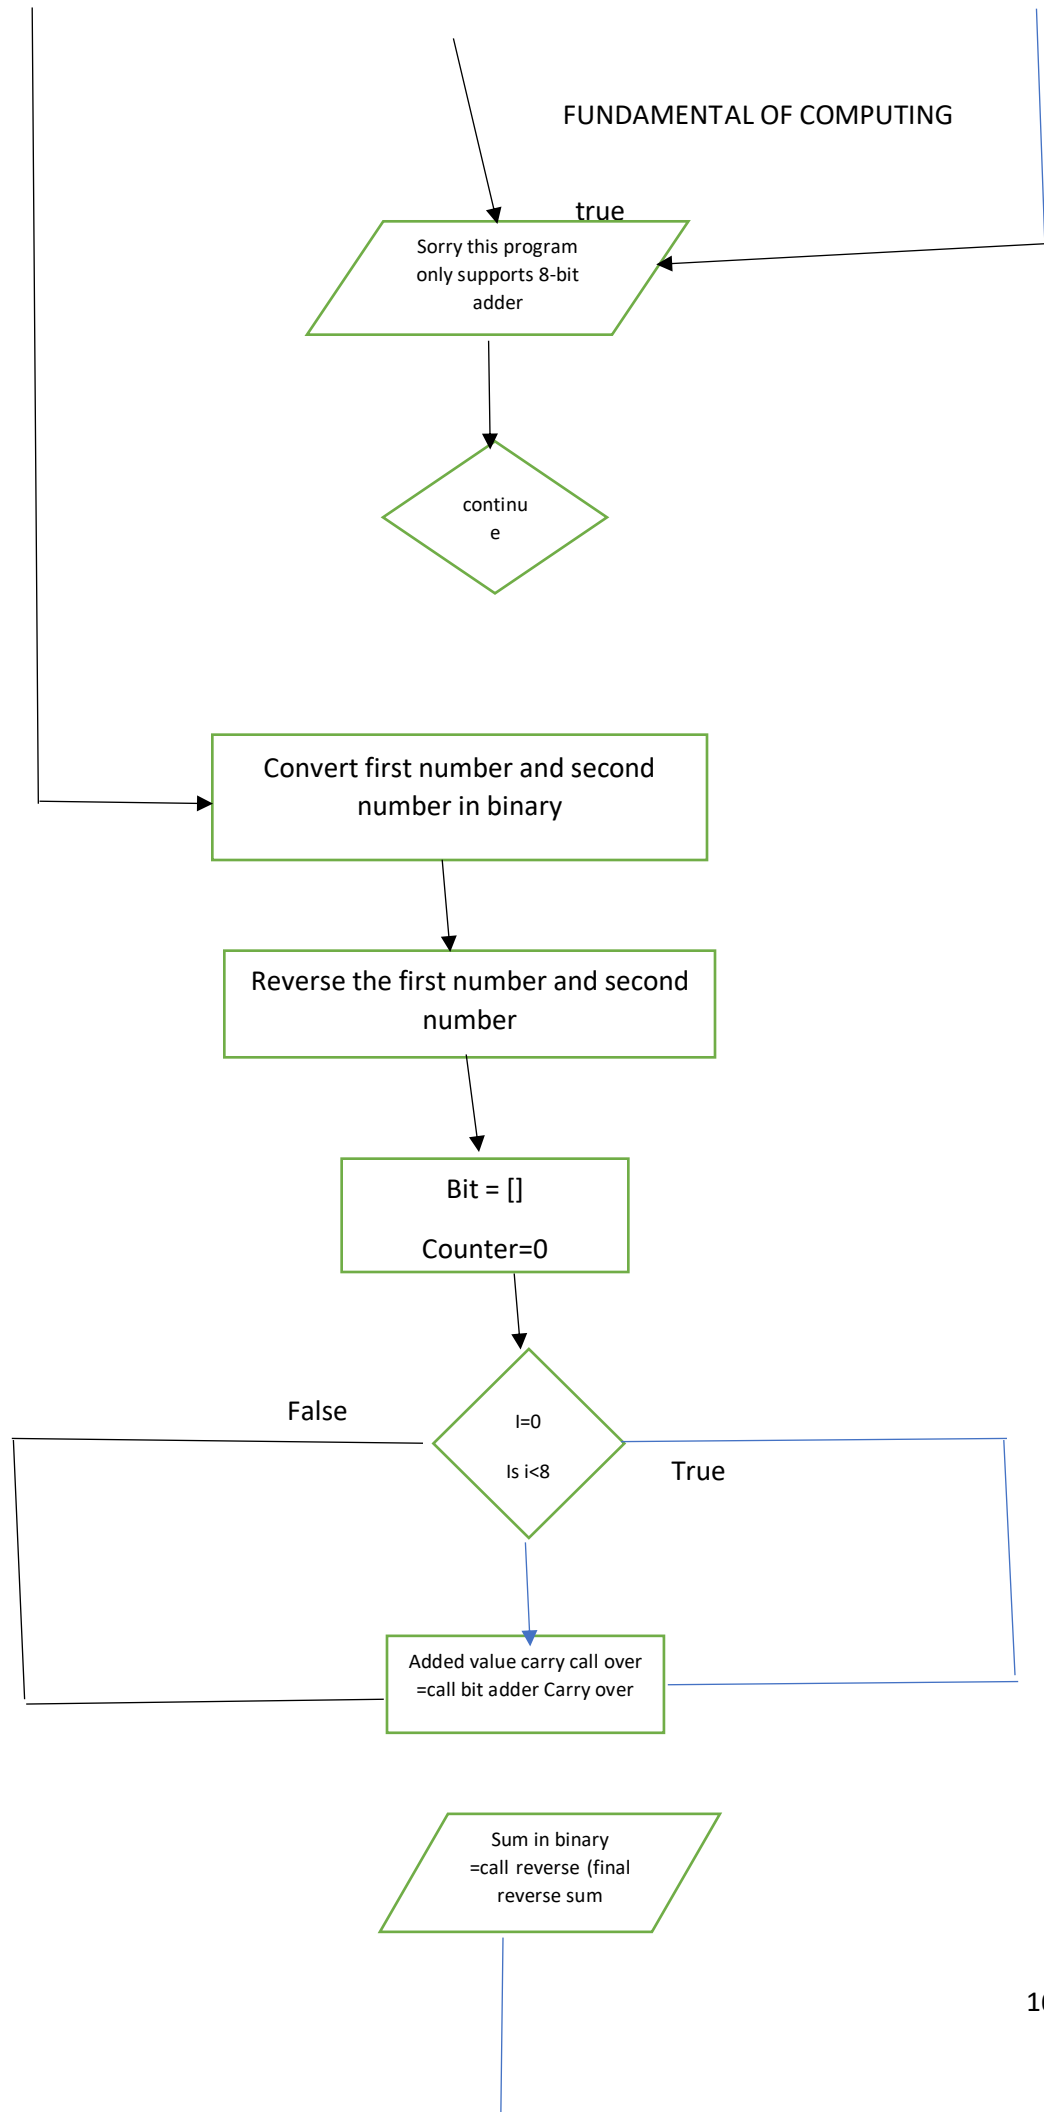 FUNDAMENTAL OF COMPUTING
true
Sorry this program
only supports 8-bit
adder
continu
e
Convert first number and second
number in binary
Reverse the first number and second
number
Bit = []
Counter=0
False
I=0
Is i<8
True
Added value carry call over
=call bit adder Carry over
Sum in binary
=call reverse (final
reverse sum